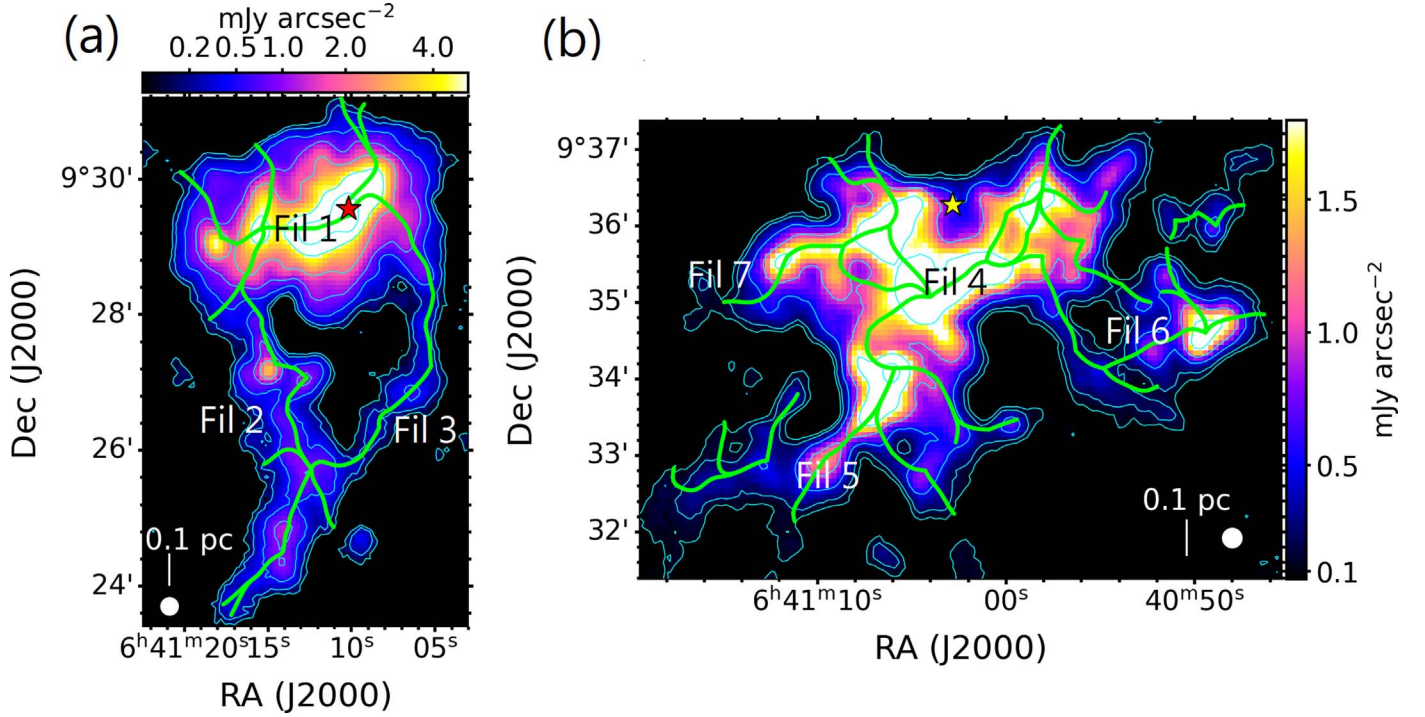 (a)
mJy arcsec⁻²
0.2 0.5 1.0 2.0 4.0
9°30'
28'
26'
24'
Dec (J2000)
Fil 1
Fil 2
Fil 3
0.1 pc
6ʰ41ᵐ20ˢ 15ˢ 10ˢ 05ˢ
RA (J2000)
(b)
9°37'
36'
35'
34'
33'
32'
Dec (J2000)
Fil 7
Fil 4
Fil 6
Fil 5
0.1 pc
6ʰ41ᵐ10ˢ 00ˢ 40ᵐ50ˢ
RA (J2000)
1.5
1.0
0.5
0.1
mJy arcsec⁻²